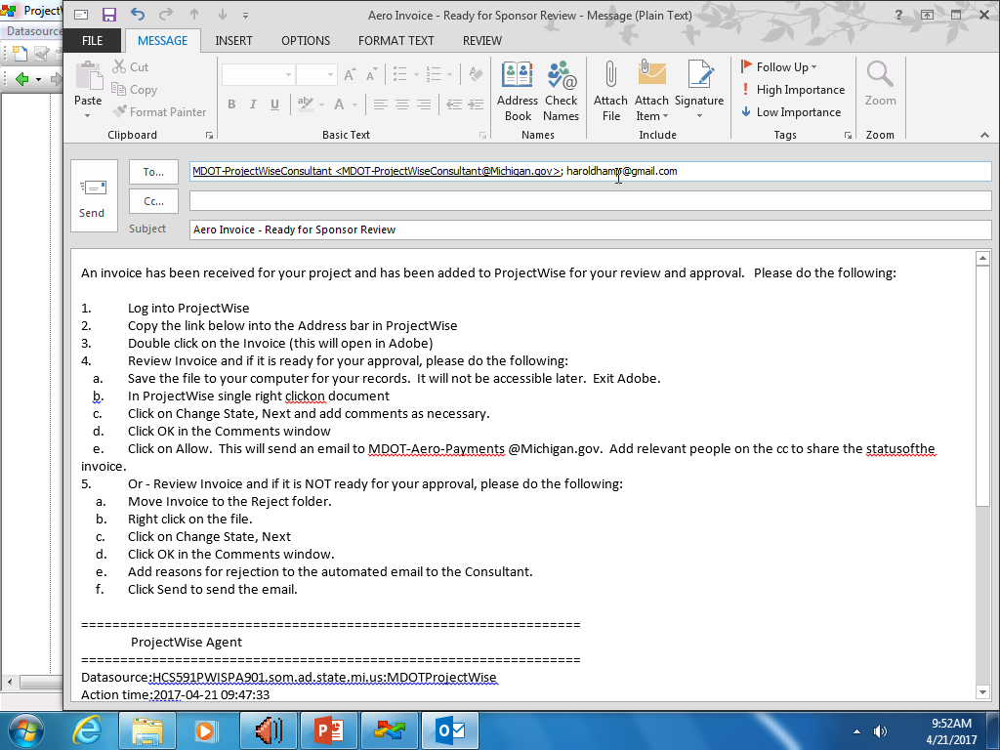 ProjectW
Datasource
Aero Invoice - Ready for Sponsor Review - Message (Plain Text)
FILE
MESSAGE
INSERT
OPTIONS
FORMAT TEXT
REVIEW
Paste
Cut
Copy
Format Painter
Clipboard
B I U
A
Basic Text
Address Book
Check Names
Names
Attach File
Attach Item
Signature
Include
Follow Up
High Importance
Low Importance
Tags
Zoom
Zoom
Send
To...
MDOT-ProjectWiseConsultant <MDOT-ProjectWiseConsultant@Michigan.gov>;
Cc...
Subject
Aero Invoice - Ready for Sponsor Review
An invoice has been received for your project and has been added to ProjectWise for your review and approval.   Please do the following:
1. Log into ProjectWise
2. Copy the link below into the Address bar in ProjectWise
3. Double click on the Invoice (this will open in Adobe)
4. Review Invoice and if it is ready for your approval, please do the following:
a. Save the file to your computer for your records.  It will not be accessible later.  Exit Adobe.
b. In ProjectWise single right clickon document
c. Click on Change State, Next and add comments as necessary.
d. Click OK in the Comments window
e. Click on Allow.  This will send an email to MDOT-Aero-Payments @Michigan.gov.  Add relevant people on the cc to share the statusofthe
invoice.
5. Or - Review Invoice and if it is NOT ready for your approval, please do the following:
a. Move Invoice to the Reject folder.
b. Right click on the file.
c. Click on Change State, Next
d. Click OK in the Comments window.
e. Add reasons for rejection to the automated email to the Consultant.
f. Click Send to send the email.
================================================================
ProjectWise Agent
================================================================
Datasource:HCS591PWISPA901.som.ad.state.mi.us:MDOTProjectWise
Action time:2017-04-21 09:47:33
9:52AM
4/21/2017